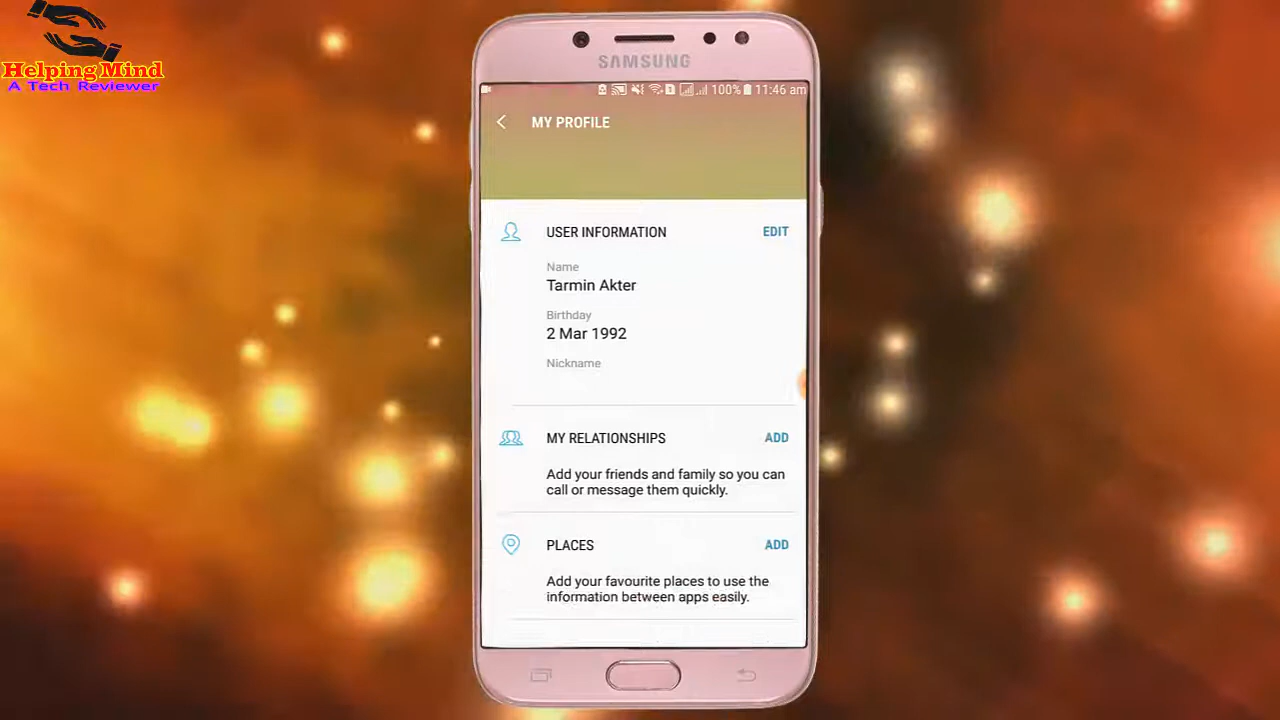 Helping Mind
A Tech Reviewer
SAMSUNG
100% 11:46 am
MY PROFILE
USER INFORMATION EDIT
Name
Tarmin Akter
Birthday
2 Mar 1992
Nickname
MY RELATIONSHIPS ADD
Add your friends and family so you can
call or message them quickly.
PLACES ADD
Add your favourite places to use the
information between apps easily.